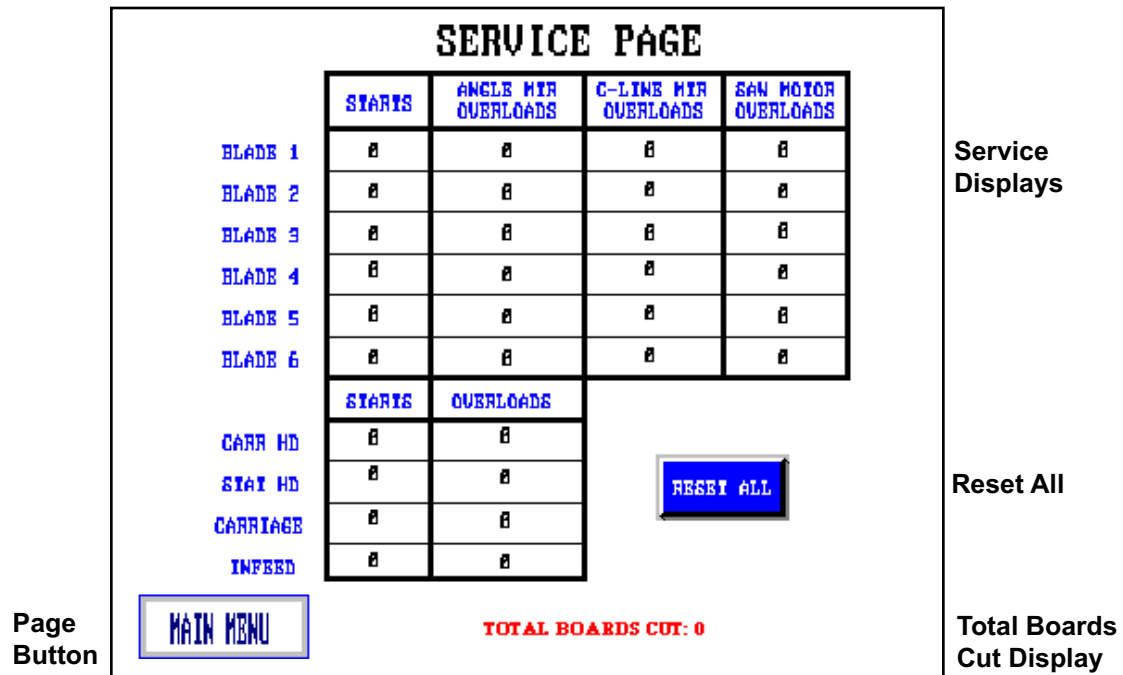 SERVICE PAGE
STARTS ANGLE MTR OVERLOADS C-LINE MTR OVERLOADS SAW MOTOR OVERLOADS
BLADE 1 0 0 0 0
BLADE 2 0 0 0 0
BLADE 3 0 0 0 0
BLADE 4 0 0 0 0
BLADE 5 0 0 0 0
BLADE 6 0 0 0 0
STARTS OVERLOADS
CARR HD 0 0
STAT HD 0 0
CARRIAGE 0 0
INFEED 0 0
RESET ALL
MAIN MENU
TOTAL BOARDS CUT: 0
Service
Displays
Reset All
Page
Button
Total Boards
Cut Display